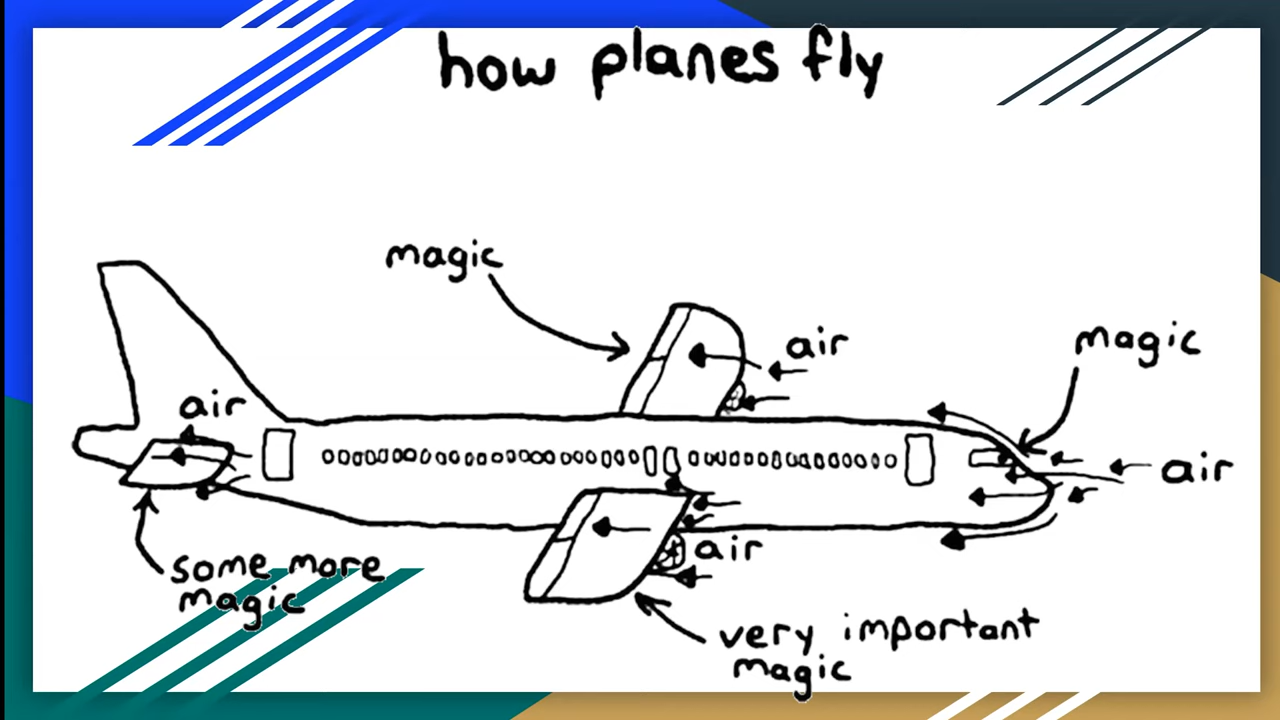 how planes fly
magic
air
magic
air
air
air
some more
magic
very important
magic